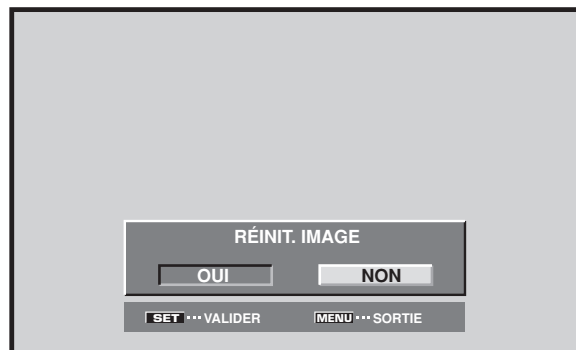 RÉINIT. IMAGE
OUI NON
SET ··· VALIDER MENU ··· SORTIE